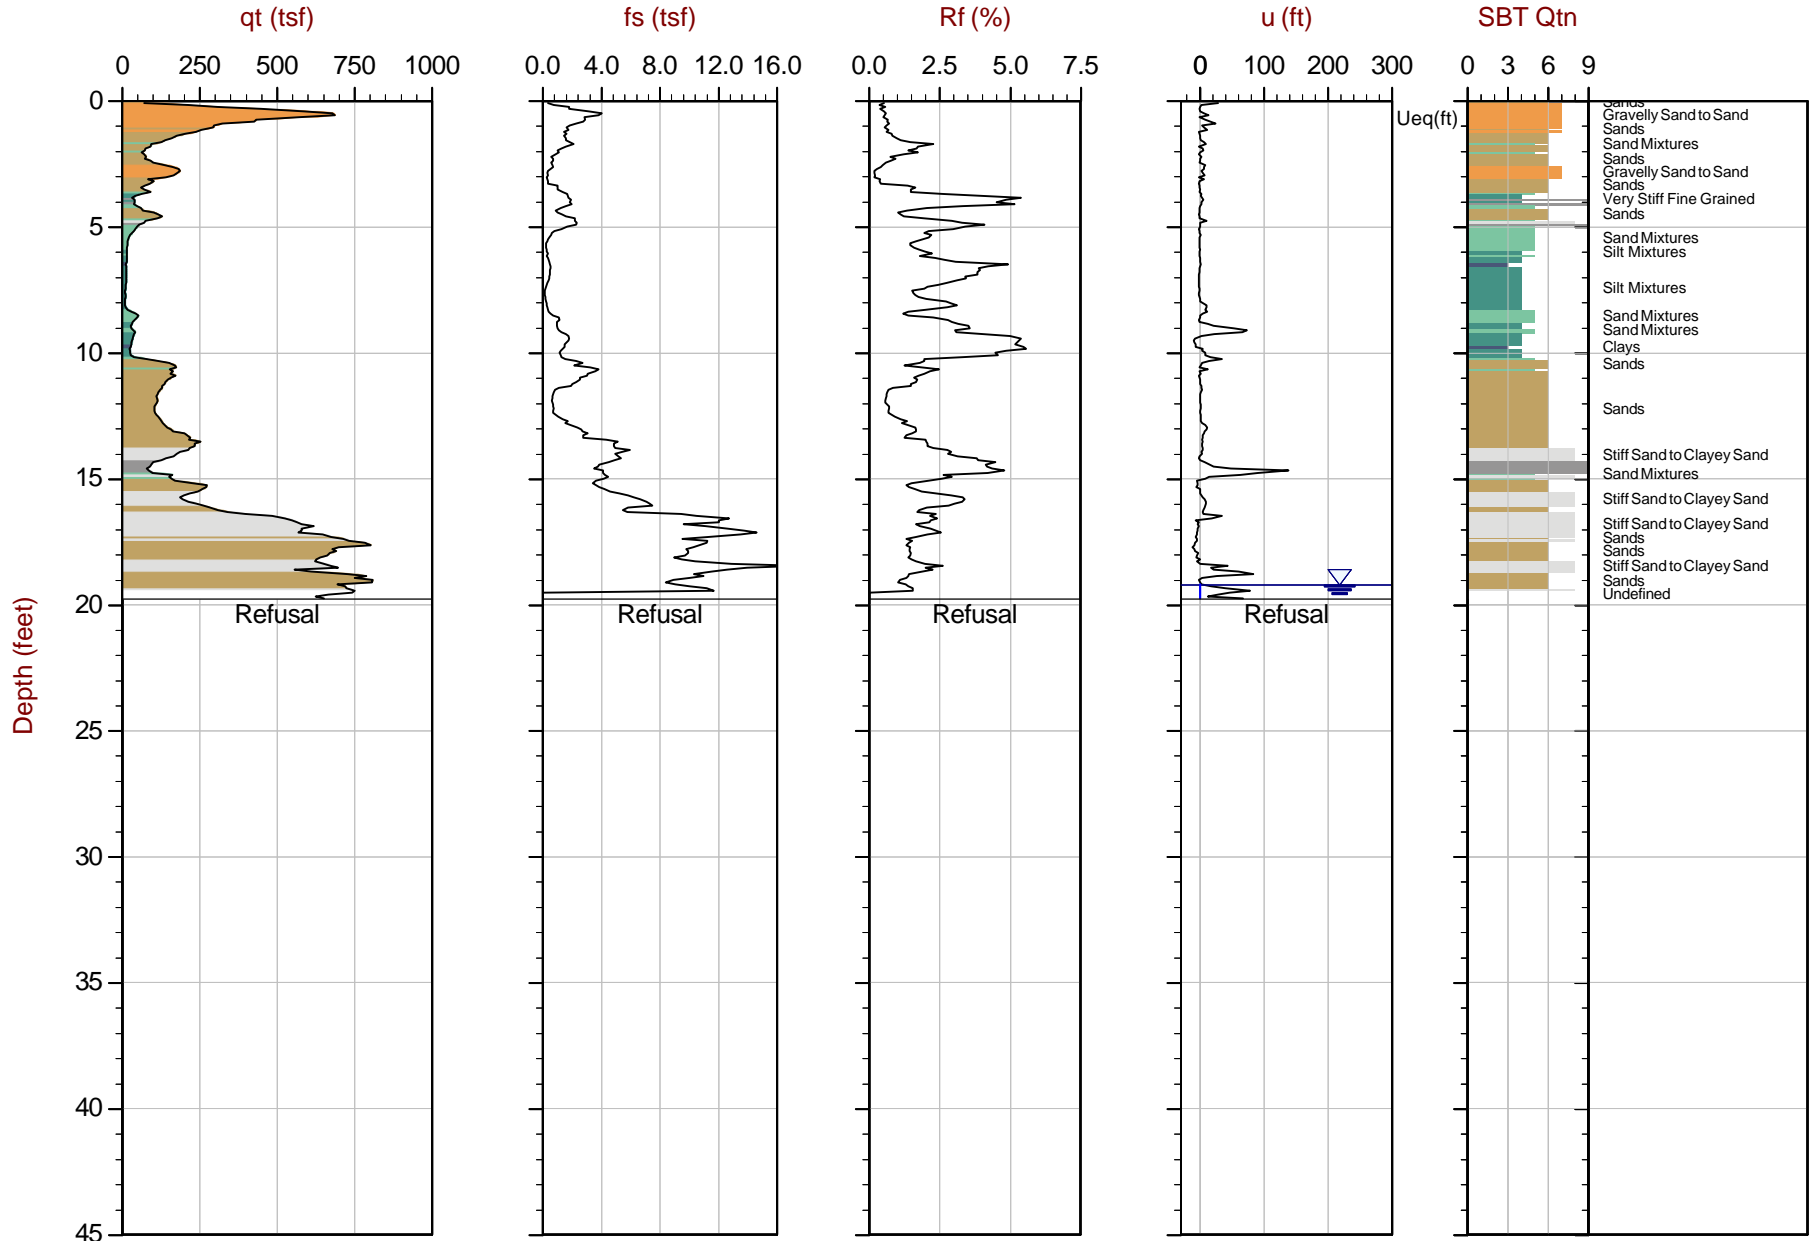 qt (tsf) fs (tsf) Rf (%) u (ft) SBT Qtn
0 250 500 750 1000 0.0 4.0 8.0 12.0 16.0 0.0 2.5 5.0 7.5 0 100 200 300 0 3 6 9
0
Ueq(ft)
Sands
Gravelly Sand to Sand
Sands
Sand Mixtures
Sands
Gravelly Sand to Sand
Sands
Very Stiff Fine Grained
Sands
5
Sand Mixtures
Silt Mixtures
Silt Mixtures
Sand Mixtures
Sand Mixtures
Clays
10
Sands
Sands
Stiff Sand to Clayey Sand
Sand Mixtures
15
Stiff Sand to Clayey Sand
Stiff Sand to Clayey Sand
Sands
Sands
Stiff Sand to Clayey Sand
Sands
Undefined
20
Refusal Refusal Refusal Refusal
Depth (feet)
25
30
35
40
45